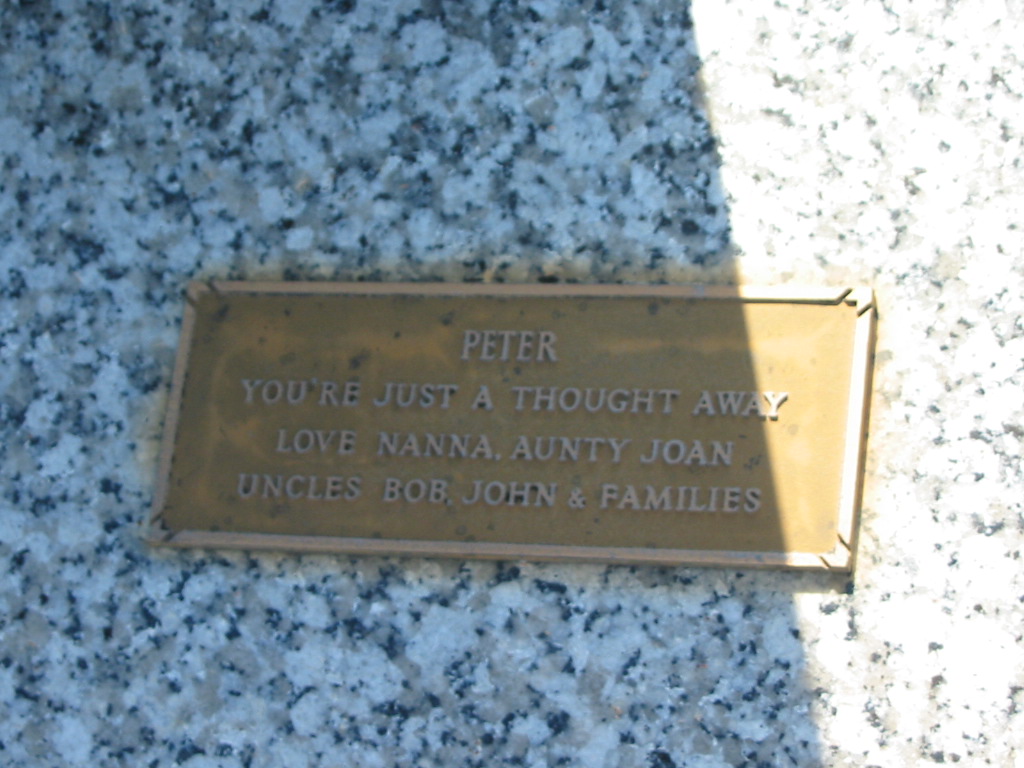 PETER
YOU'RE JUST A THOUGHT AWAY
LOVE NANNA, AUNTY JOAN
UNCLES BOB, JOHN & FAMILIES